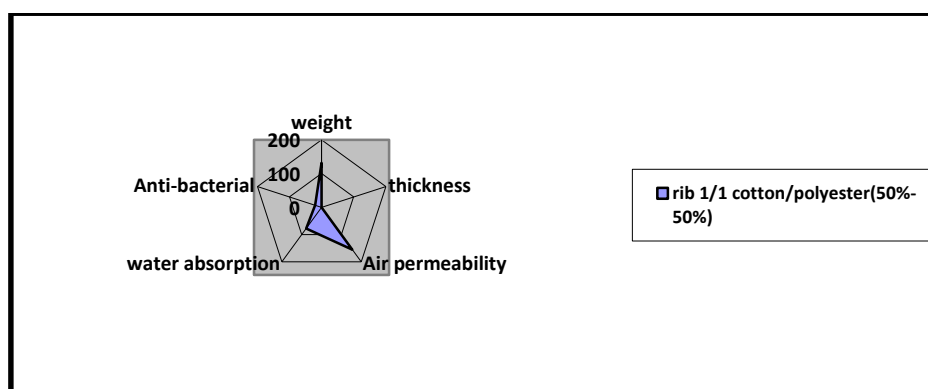 weight
200
100
0
Anti-bacterial
thickness
water absorption
Air permeability
rib 1/1 cotton/polyester(50%-
50%)